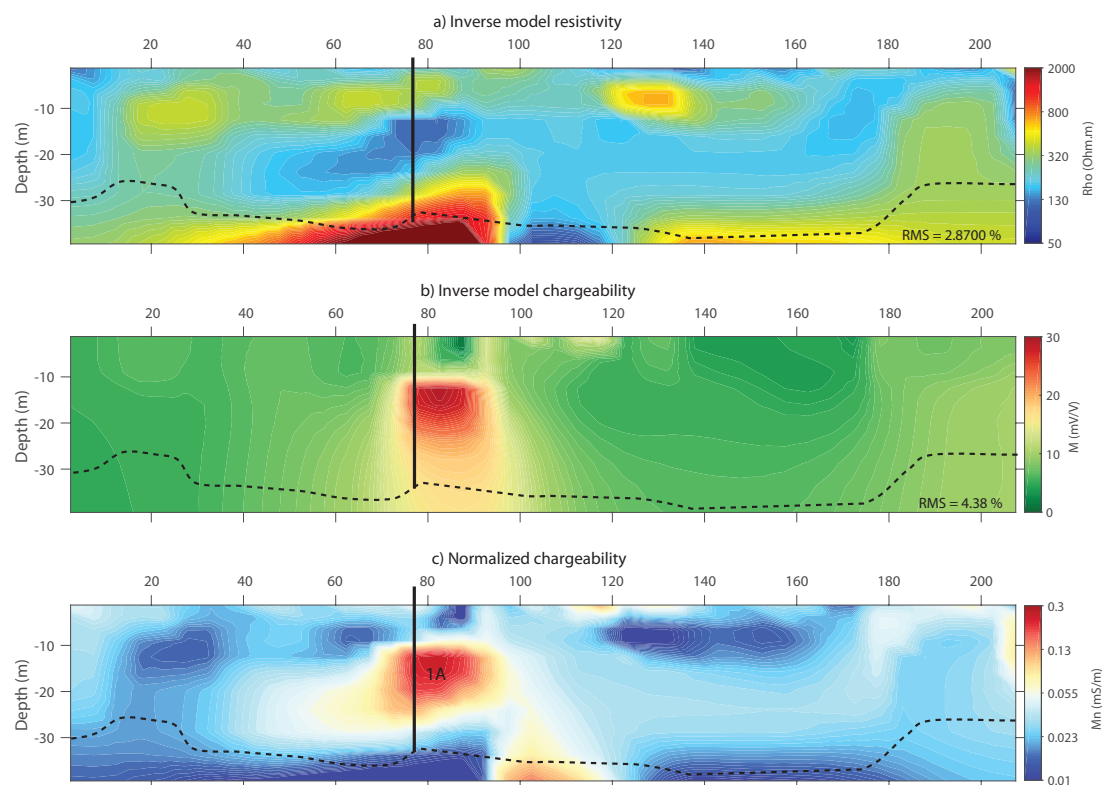 a) Inverse model resistivity
20 40 60 80 100 120 140 160 180 200
Depth (m)
-10
-20
-30
RMS = 2.8700 %
2000
800
320
130
50
Rho (Ohm.m)
b) Inverse model chargeability
20 40 60 80 100 120 140 160 180 200
Depth (m)
-10
-20
-30
RMS = 4.38 %
30
20
10
0
M (mV/V)
c) Normalized chargeability
20 40 60 80 100 120 140 160 180 200
Depth (m)
-10
-20
-30
1A
0.3
0.13
0.055
0.023
0.01
Mn (mS/m)